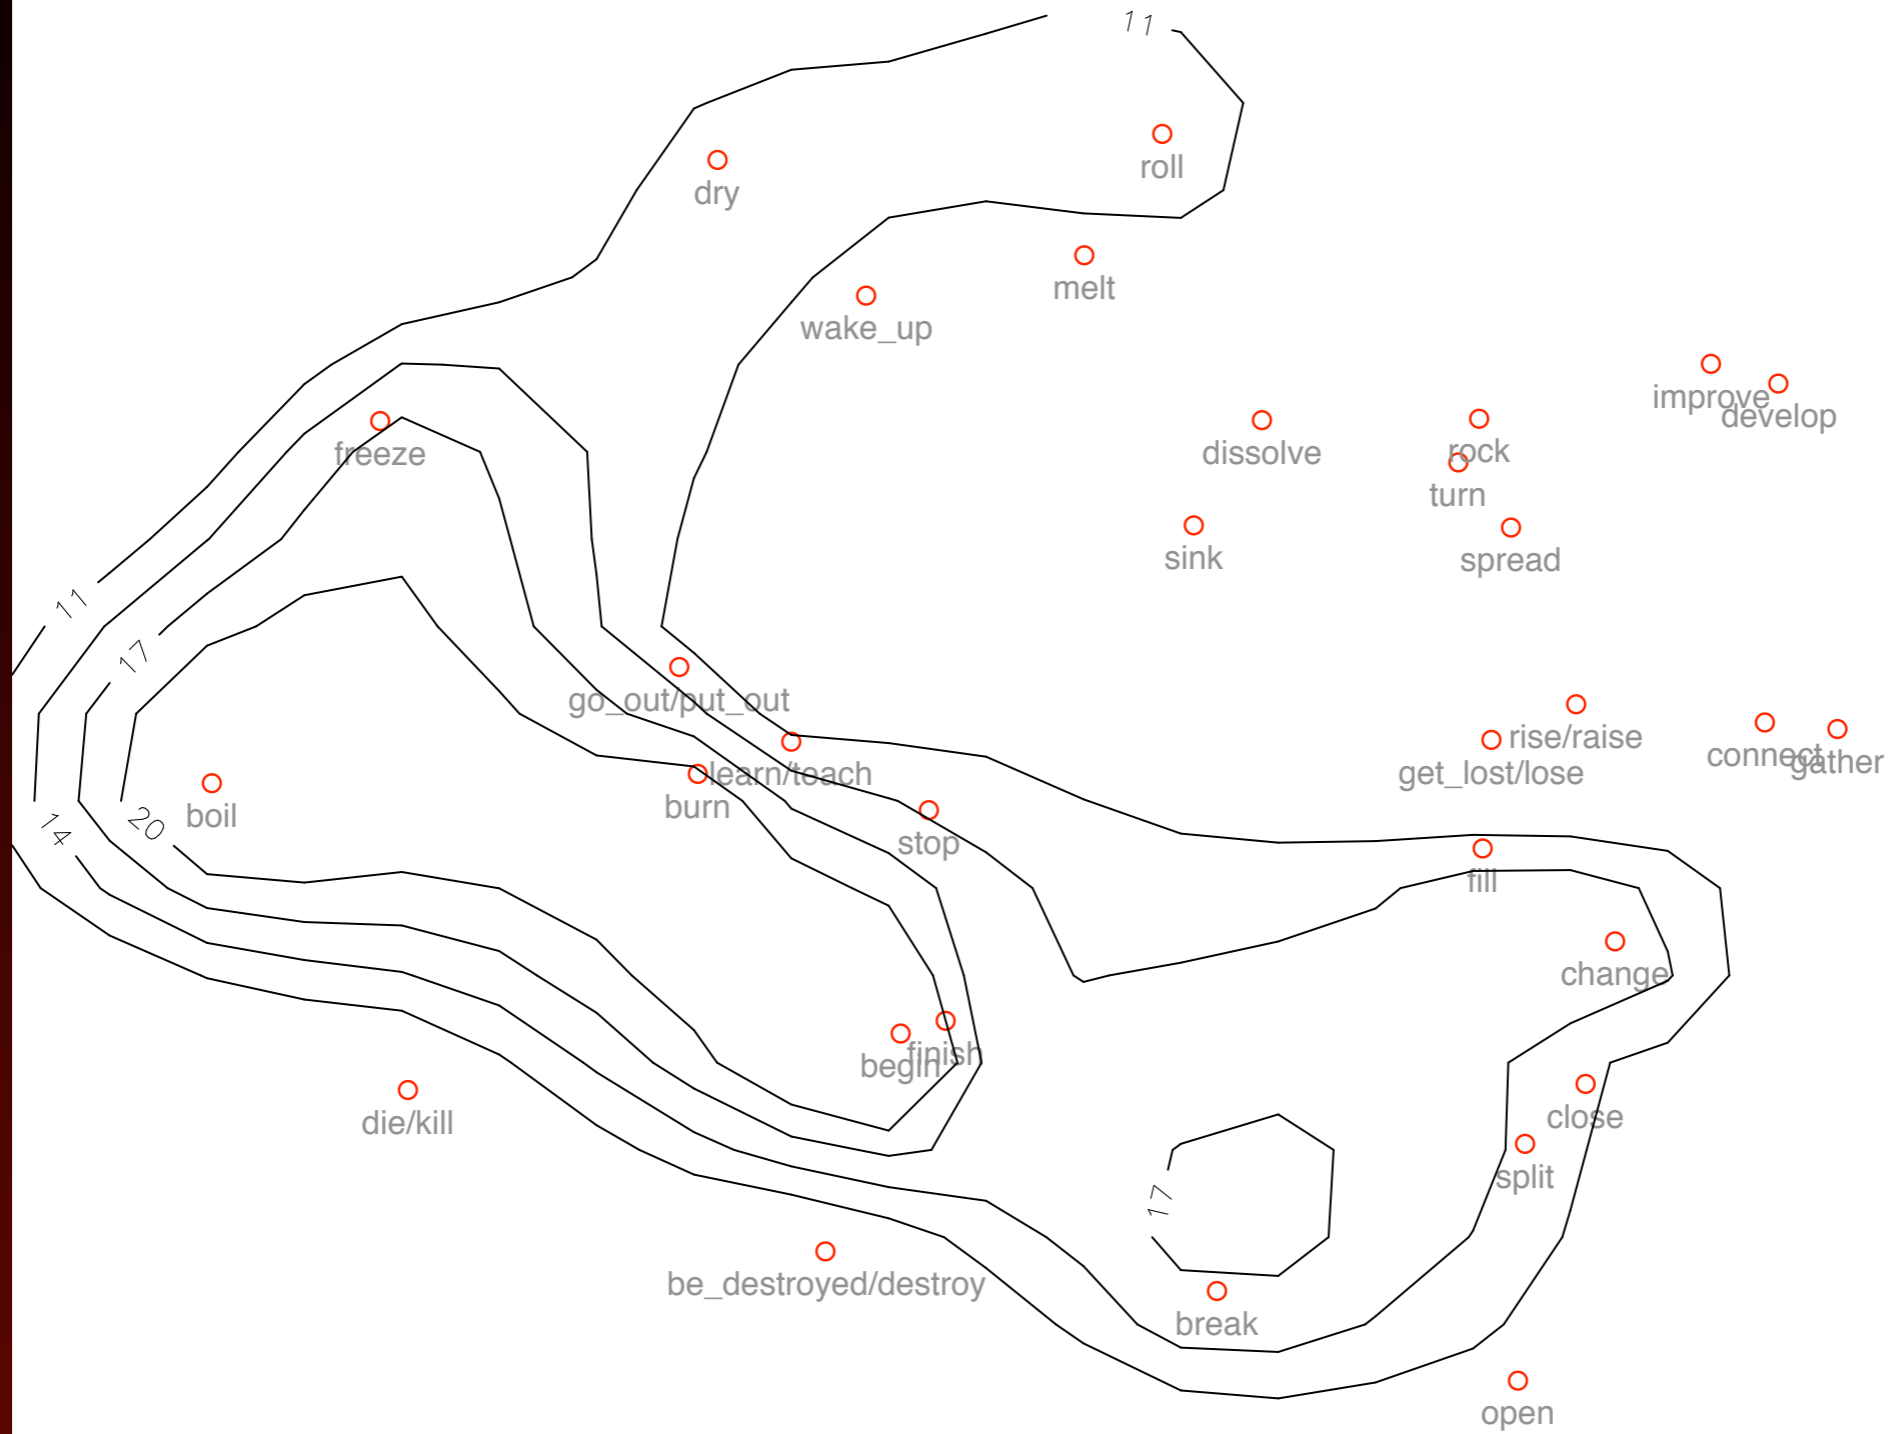 11
roll
dry
melt
wake_up
improve
develop
dissolve
rock
turn
sink
spread
freeze
11
17
go_out/put_out
rise/raise
get_lost/lose
connect
gather
learn/teach
burn
boil
14
20
stop
fill
change
finish
begin
die/kill
close
split
17
be_destroyed/destroy
break
open